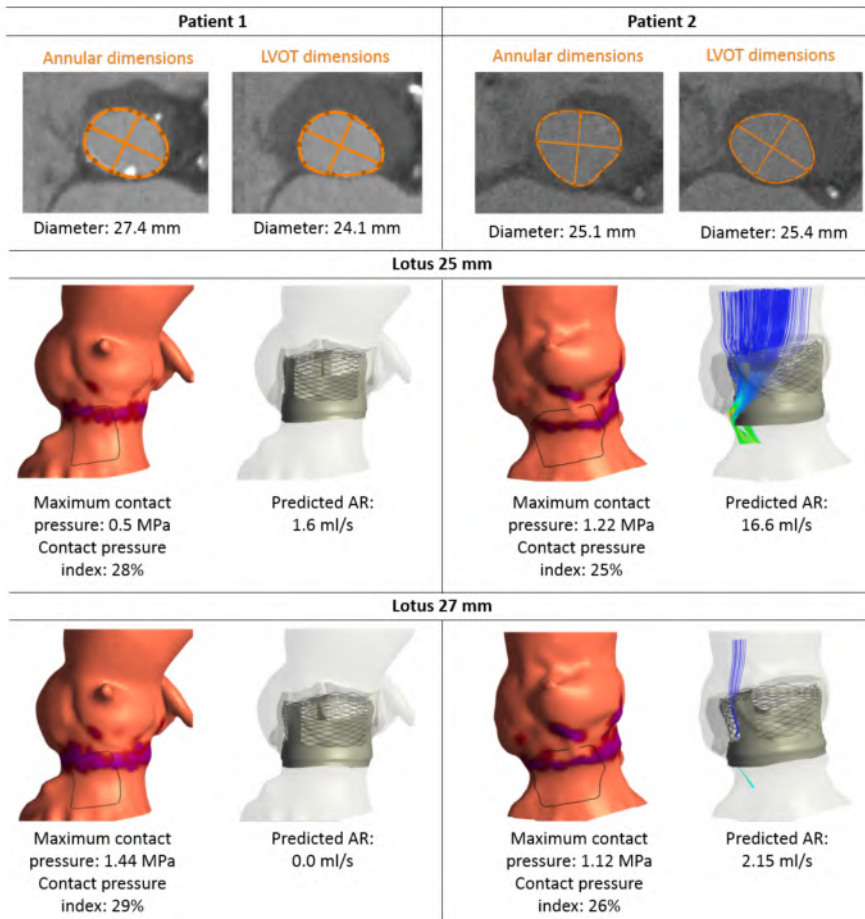 Patient 1
Patient 2
Annular dimensions
LVOT dimensions
Annular dimensions
LVOT dimensions
Diameter: 27.4 mm
Diameter: 24.1 mm
Diameter: 25.1 mm
Diameter: 25.4 mm
Lotus 25 mm
Maximum contact
pressure: 0.5 MPa
Contact pressure
index: 28%
Predicted AR:
1.6 ml/s
Maximum contact
pressure: 1.22 MPa
Contact pressure
index: 25%
Predicted AR:
16.6 ml/s
Lotus 27 mm
Maximum contact
pressure: 1.44 MPa
Contact pressure
index: 29%
Predicted AR:
0.0 ml/s
Maximum contact
pressure: 1.12 MPa
Contact pressure
index: 26%
Predicted AR:
2.15 ml/s